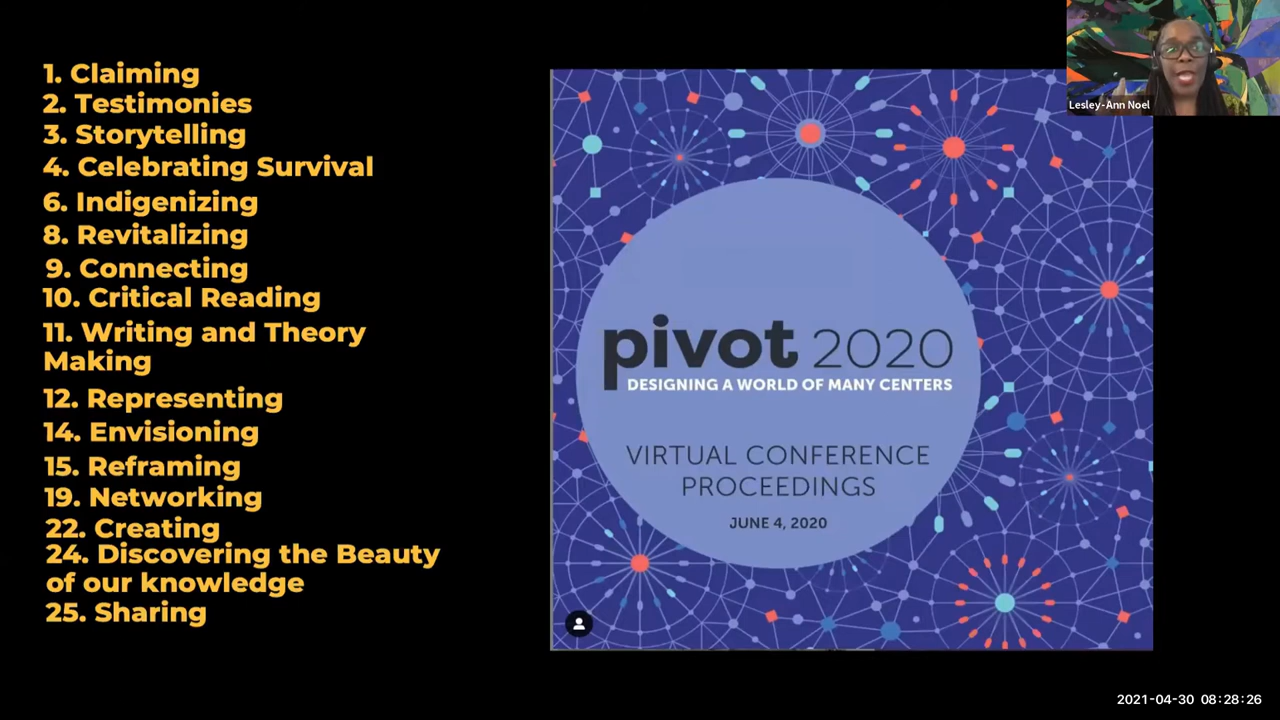 1. Claiming
2. Testimonies
3. Storytelling
4. Celebrating Survival
6. Indigenizing
8. Revitalizing
9. Connecting
10. Critical Reading
11. Writing and Theory
Making
12. Representing
14. Envisioning
15. Reframing
19. Networking
22. Creating
24. Discovering the Beauty
of our knowledge
25. Sharing
pivot 2020
DESIGNING A WORLD OF MANY CENTERS
VIRTUAL CONFERENCE
PROCEEDINGS
JUNE 4, 2020
Lesley-Ann Noel
2021-04-30 08:28:26